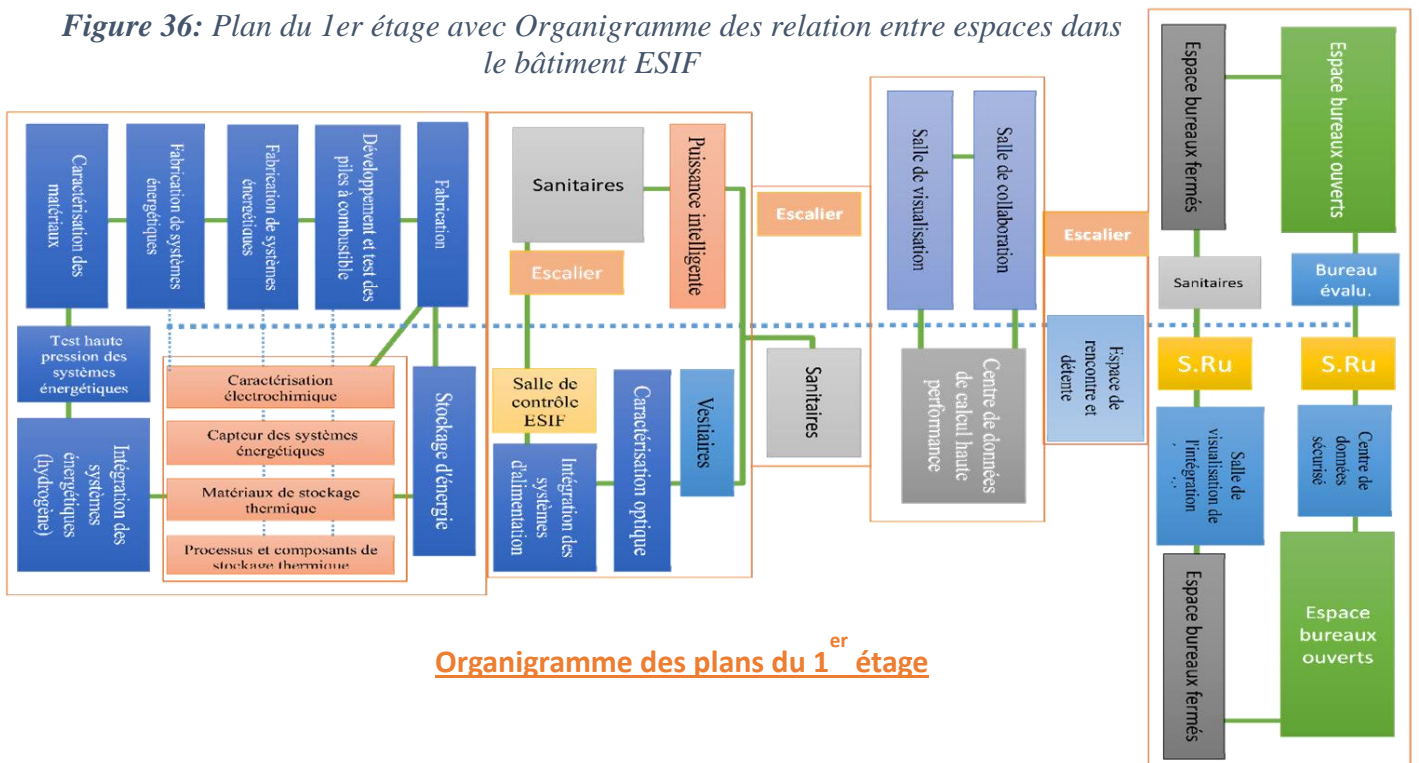 Figure 36: Plan du 1er étage avec Organigramme des relation entre espaces dans
le bâtiment ESIF
Caractérisation des
matériaux
Fabrication de systèmes
énergétiques
Fabrication de systèmes
énergétiques
Développement et test des
piles à combustible
Fabrication
Test haute
pression des
systèmes
énergétiques
Intégration des
systèmes
énergétiques
(hydrogène)
Caractérisation
électrochimique
Capteur des systèmes
énergétiques
Matériaux de stockage
thermique
Processus et composants de
stockage thermique
Stockage d'énergie
Sanitaires
Puissance intelligente
Escalier
Salle de
contrôle
ESIF
Intégration des
systèmes
d'alimentation
Caractérisation optique
Vestiaires
Escalier
Sanitaires
Salle de visualisation
Salle de collaboration
Centre de données
de calcul haute
performance
Escalier
Espace de
rencontre et
détente
Espace bureaux fermés
Espace bureaux ouverts
Sanitaires
Bureau
évalu.
S.Ru
S.Ru
Salle de
visualisation de
l'intégration
Centre de
données
sécurisé
Espace bureaux fermés
Espace
bureaux
ouverts
Organigramme des plans du 1er étage